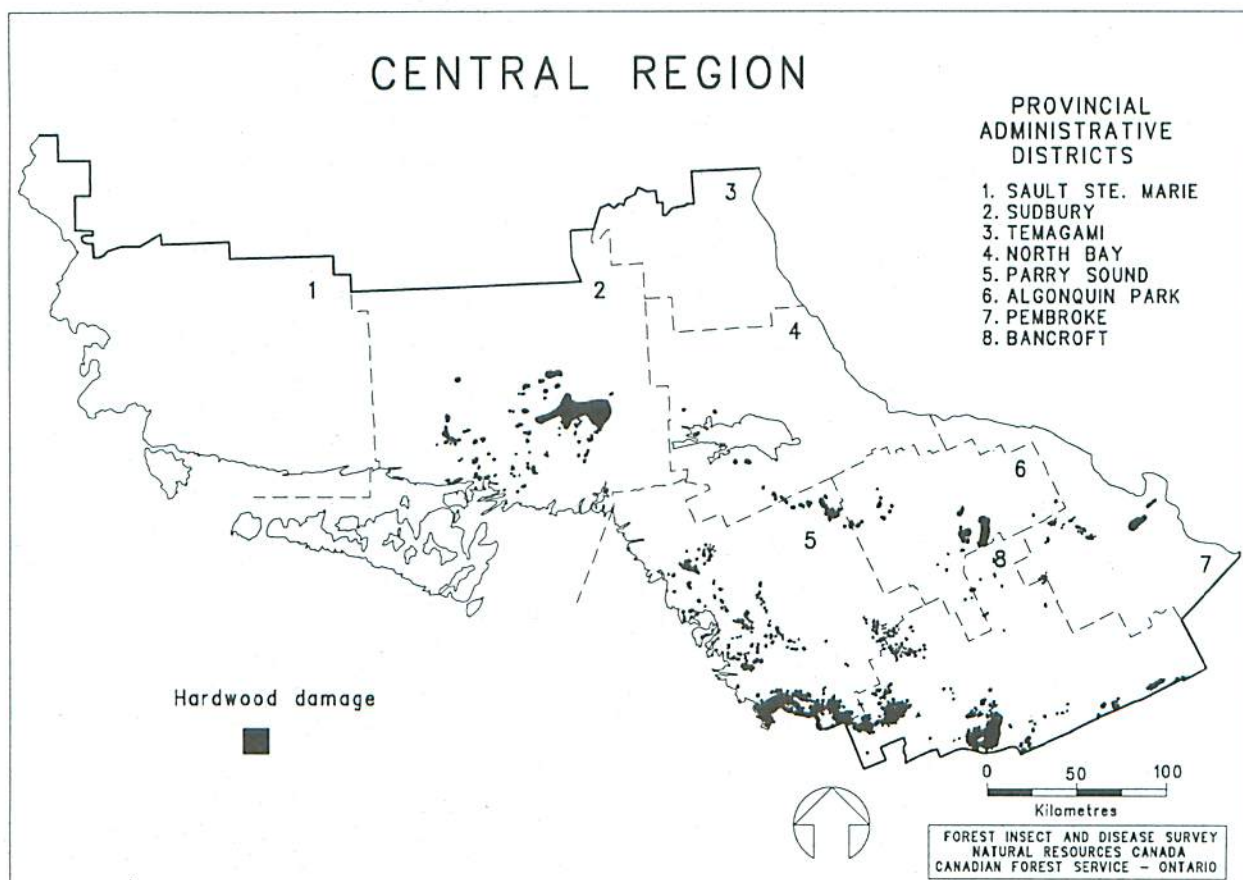 CENTRAL REGION
PROVINCIAL
ADMINISTRATIVE
DISTRICTS
1. SAULT STE. MARIE
2. SUDBURY
3. TEMAGAMI
4. NORTH BAY
5. PARRY SOUND
6. ALGONQUIN PARK
7. PEMBROKE
8. BANCROFT
3
1
2
4
6
5
8
7
Hardwood damage
0 50 100
Kilometres
FOREST INSECT AND DISEASE SURVEY
NATURAL RESOURCES CANADA
CANADIAN FOREST SERVICE - ONTARIO